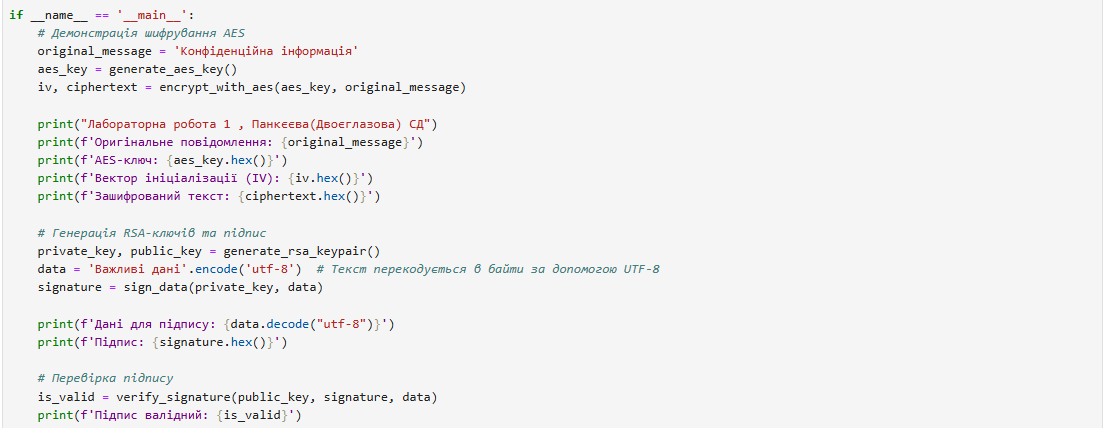 if __name__ == '__main__':
    # Демонстрація шифрування AES
    original_message = 'Конфіденційна інформація'
    aes_key = generate_aes_key()
    iv, ciphertext = encrypt_with_aes(aes_key, original_message)

    print("Лабораторна робота 1 , Панкєєва(Двоєглазова) СД")
    print(f'Оригінальне повідомлення: {original_message}')
    print(f'AES-ключ: {aes_key.hex()}')
    print(f'Вектор ініціалізації (IV): {iv.hex()}')
    print(f'Зашифрований текст: {ciphertext.hex()}')

    # Генерація RSA-ключів та підпис
    private_key, public_key = generate_rsa_keypair()
    data = 'Важливі дані'.encode('utf-8')  # Текст перекодується в байти за допомогою UTF-8
    signature = sign_data(private_key, data)

    print(f'Дані для підпису: {data.decode("utf-8")}')
    print(f'Підпис: {signature.hex()}')

    # Перевірка підпису
    is_valid = verify_signature(public_key, signature, data)
    print(f'Підпис валідний: {is_valid}')